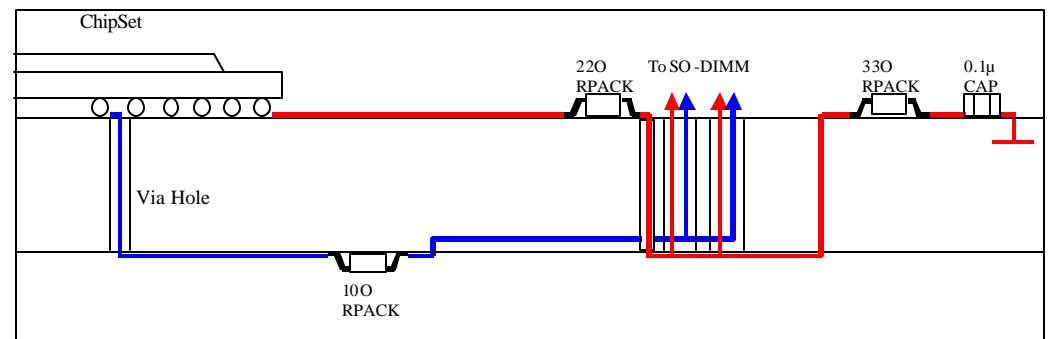 ChipSet
22O
RPACK
To SO-DIMM
33O
RPACK
0.1µ
CAP
Via Hole
10O
RPACK